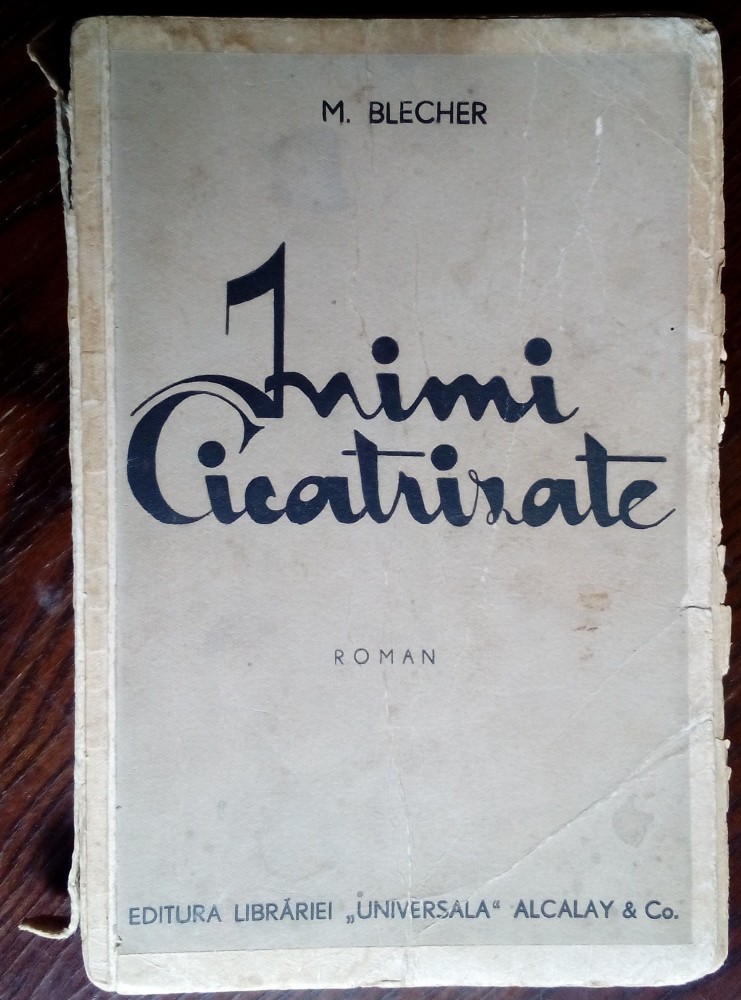 M. BLECHER
Inimi
Cicatrizate
ROMAN
EDITURA LIBRĂRIEI „UNIVERSALA“ ALCALAY & Co.